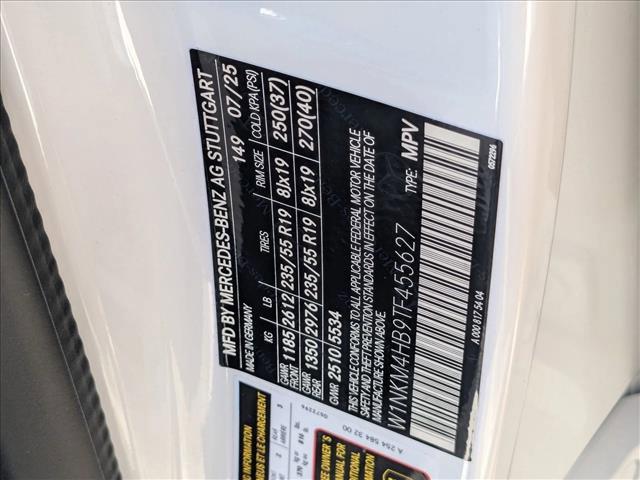 MFD BY MERCEDES-BENZ AG STUTTGART
149 07/25
KG LB TIRES RIM SIZE COLD KPA (PSI)
GAWR FRONT 1185 2612 235/55 R19 8Jx19 250(37)
GAWR REAR 1350 2976 235/55 R19 8Jx19 270(40)
GVWR 2510 5534
THIS VEHICLE CONFORMS TO ALL APPLICABLE FEDERAL MOTOR VEHICLE
SAFETY AND THEFT PREVENTION STANDARDS IN EFFECT ON THE DATE OF
MANUFACTURE SHOWN ABOVE.
W1NKM4HB9TF455627 TYPE: MPV
A 000 817 54 04
0572296
A 254 584 32 00
0572296